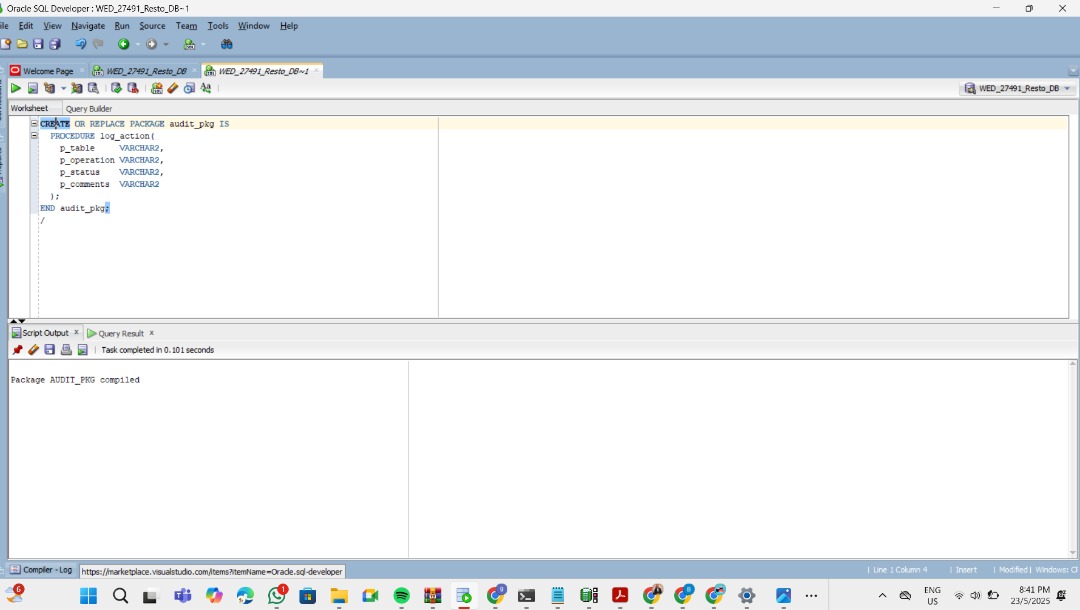 Oracle SQL Developer : WED_27491_Resto_DB~1
ile Edit View Navigate Run Source Team Tools Window Help
Welcome Page WED_27491_Resto_DB WED_27491_Resto_DB~1
WED_27491_Resto_DB
Worksheet Query Builder
CREATE OR REPLACE PACKAGE audit_pkg IS
PROCEDURE log_action(
p_table VARCHAR2,
p_operation VARCHAR2,
p_status VARCHAR2,
p_comments VARCHAR2
);
END audit_pkg;
/
Script Output x Query Result x
Task completed in 0.101 seconds
Package AUDIT_PKG compiled
Compiler - Log https://marketplace.visualstudio.com/items?itemName=Oracle.sql-developer
| Line 1 Column 4 | Insert | Modified | Windows: C
6
1
ENG
US
8:41 PM
23/5/2025